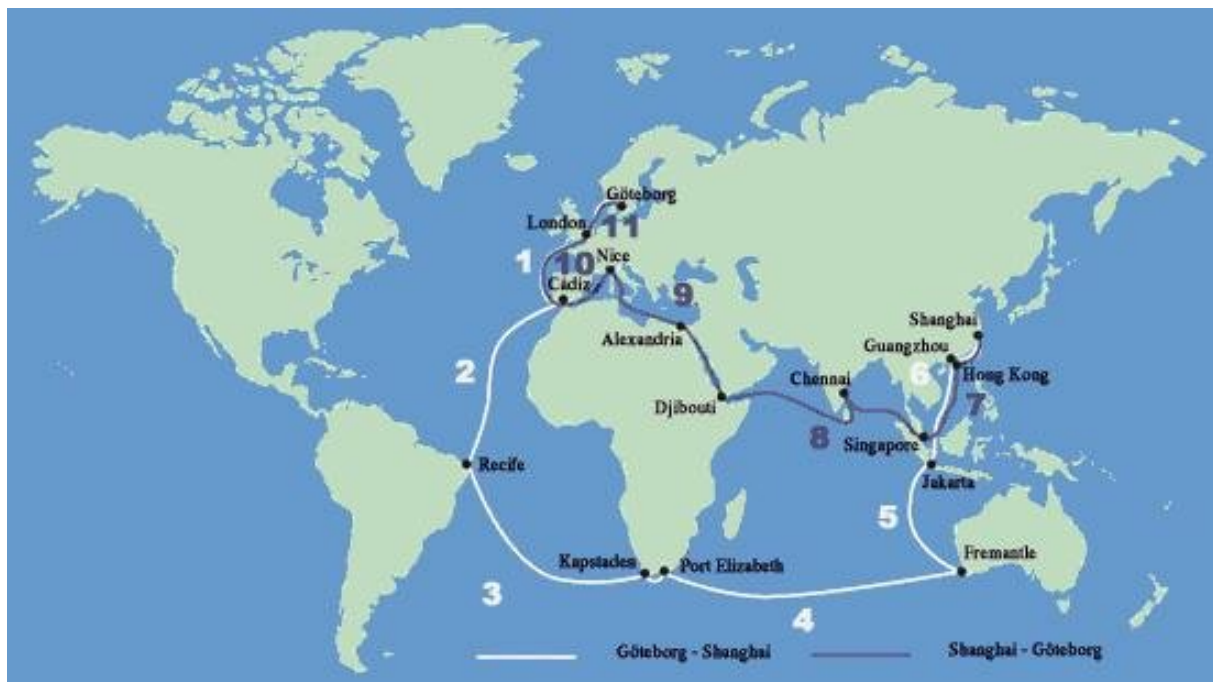 Göteborg
London
11
1
10
Nice
Cádiz
9
Alexandria
Shanghai
Guangzhou
6
Hong Kong
2
Chennai
7
Djibouti
8
Singapore
Recife
Jakarta
5
Kapstaden
Port Elizabeth
Fremantle
3
4
Göteborg - Shanghai
Shanghai - Göteborg